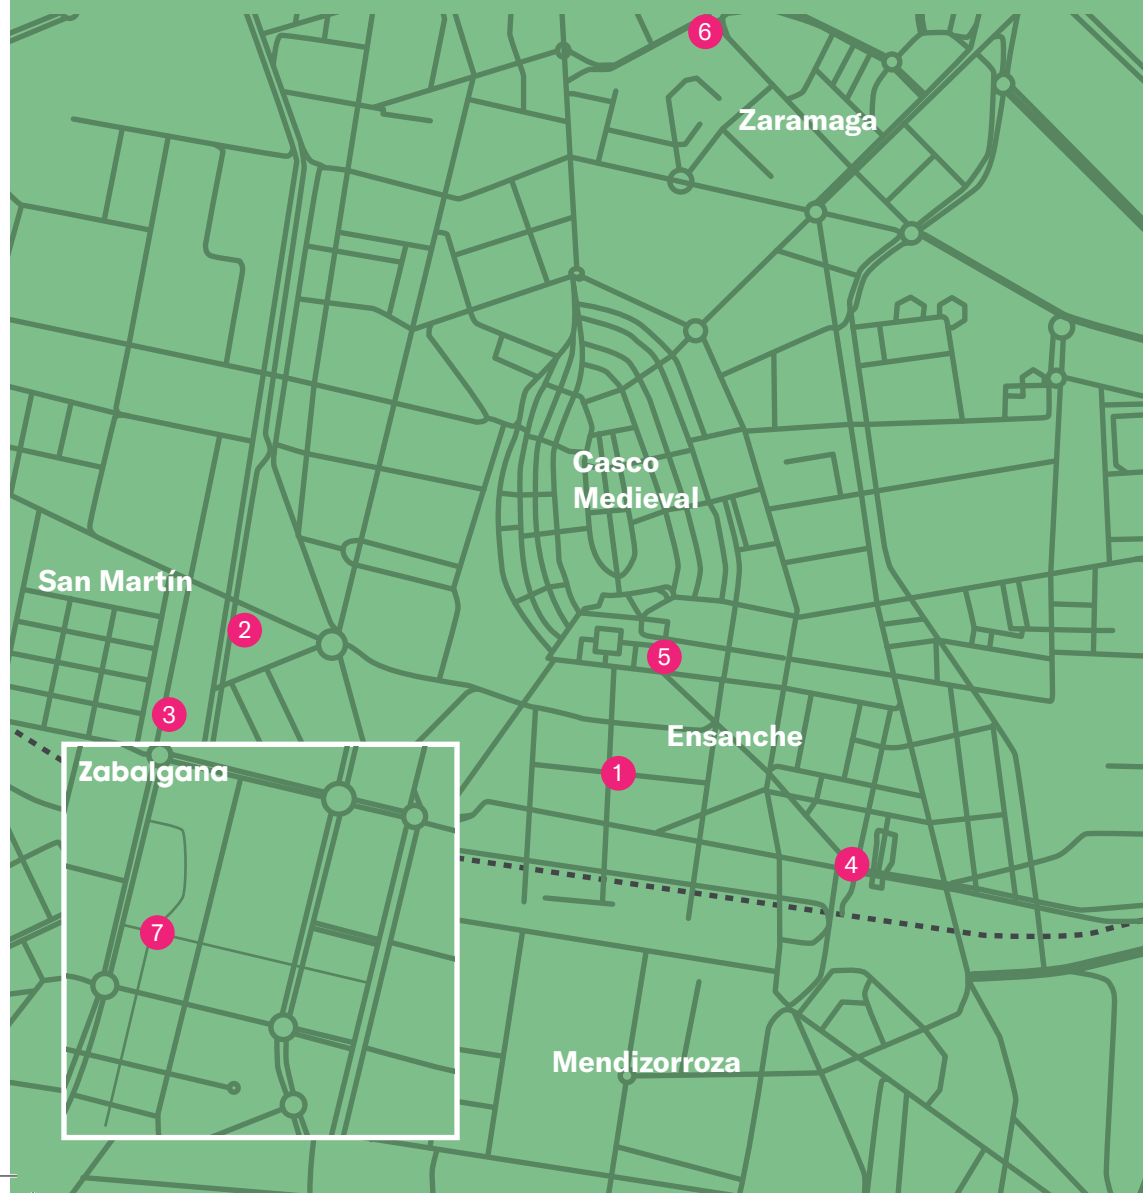 6
Zaramaga
Casco
Medieval
San Martín
2
5
3
Ensanche
Zabalgana
1
4
7
Mendizorroza